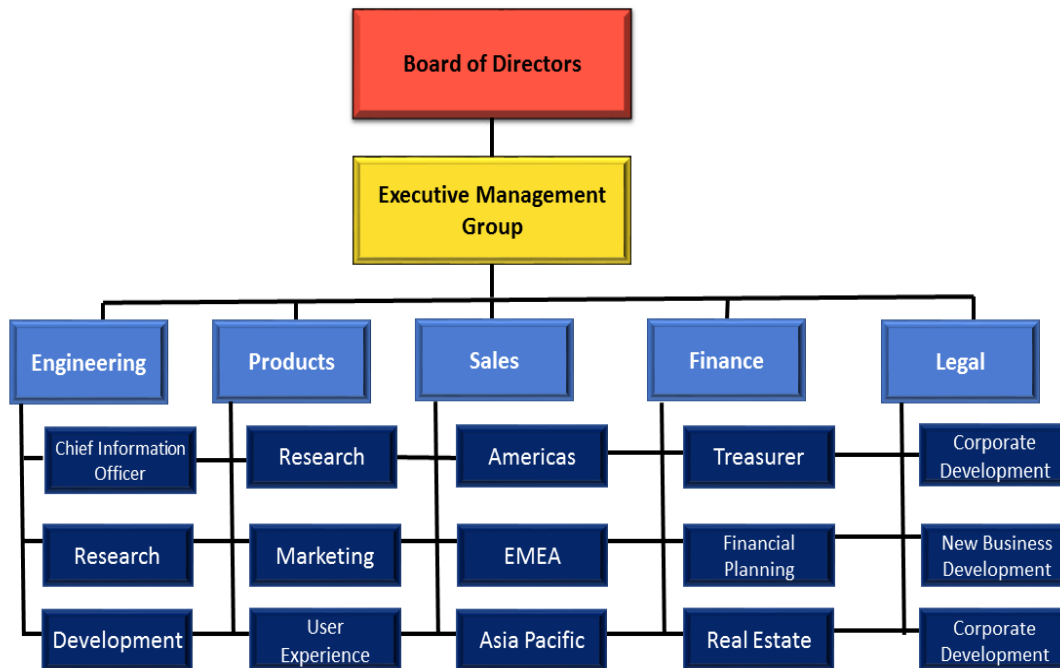 Board of Directors
Executive Management
Group
Engineering
Products
Sales
Finance
Legal
Chief Information
Officer
Research
Americas
Treasurer
Corporate
Development
Research
Marketing
EMEA
Financial
Planning
New Business
Development
Development
User
Experience
Asia Pacific
Real Estate
Corporate
Development